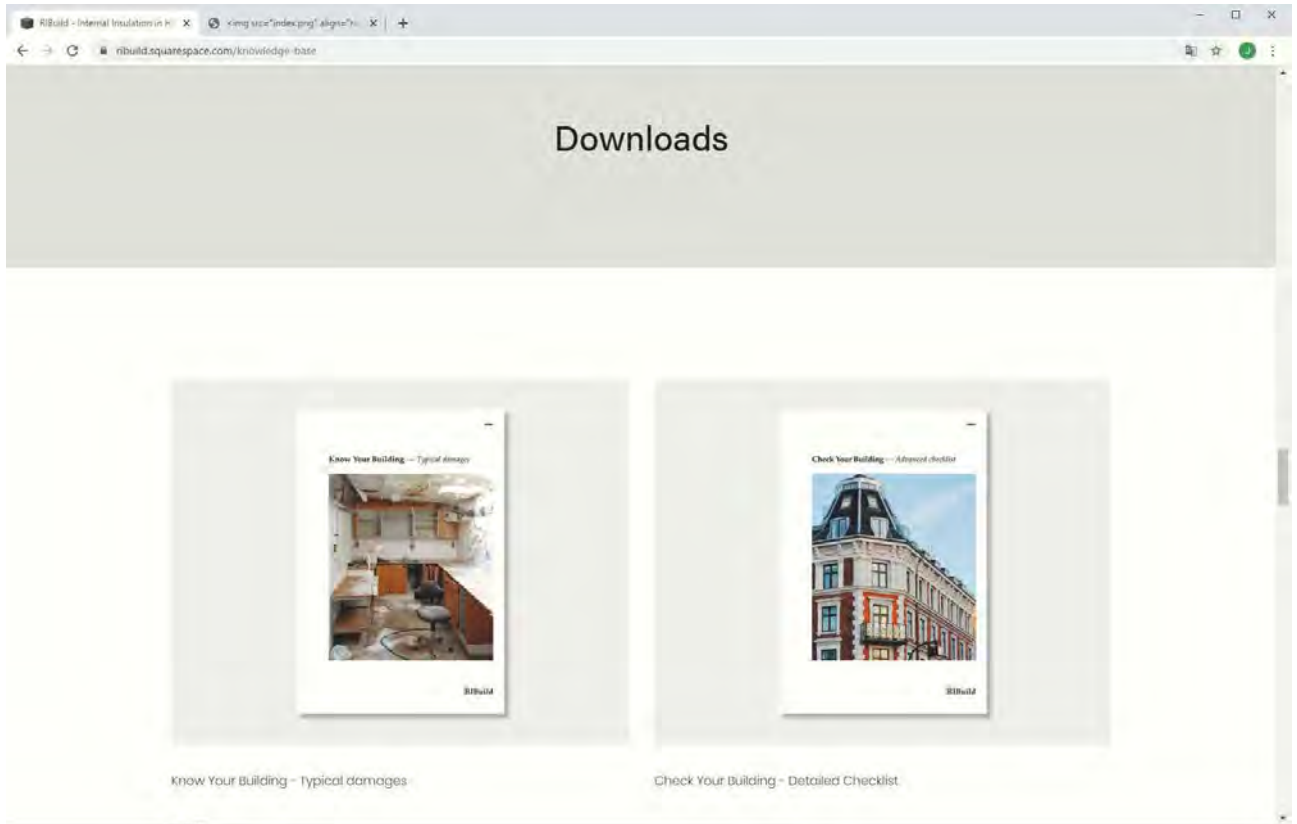 RIBuild - Internal Insulation in H
<img src="index.png" align="ri
ribuild.squarespace.com/knowledge-base
J
Downloads
Know Your Building — Typical damages
RIBuild
Check Your Building — Advanced checklist
RIBuild
Know Your Building - Typical damages
Check Your Building - Detailed Checklist